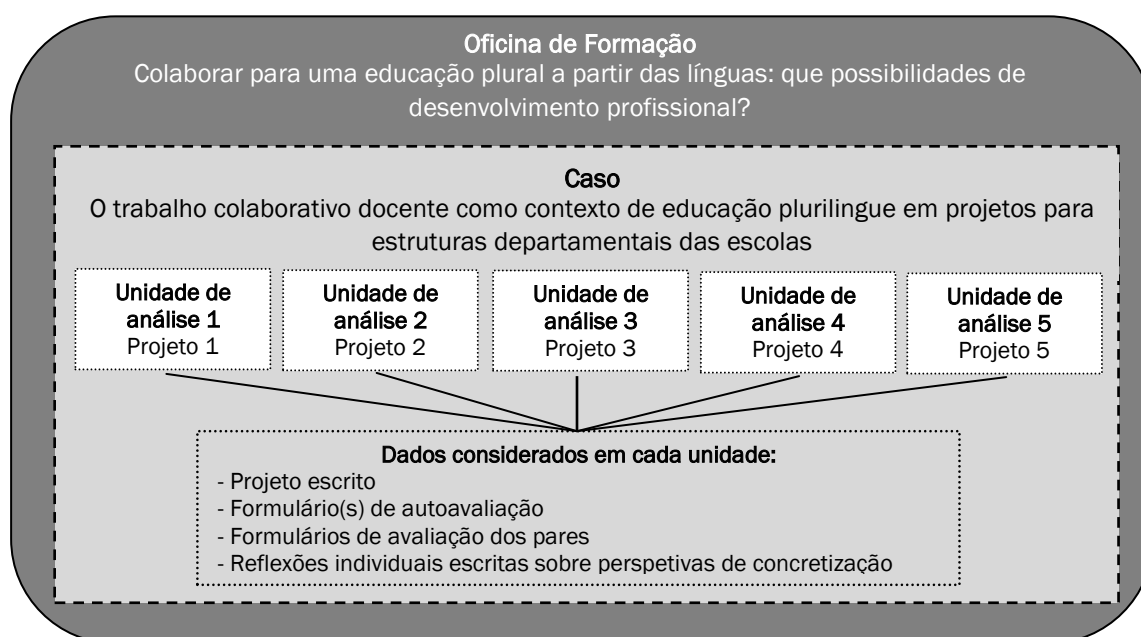 Oficina de Formação
Colaborar para uma educação plural a partir das línguas: que possibilidades de
desenvolvimento profissional?
Caso
O trabalho colaborativo docente como contexto de educação plurilingue em projetos para
estruturas departamentais das escolas
Unidade de
análise 1
Projeto 1
Unidade de
análise 2
Projeto 2
Unidade de
análise 3
Projeto 3
Unidade de
análise 4
Projeto 4
Unidade de
análise 5
Projeto 5
Dados considerados em cada unidade:
- Projeto escrito
- Formulário(s) de autoavaliação
- Formulários de avaliação dos pares
- Reflexões individuais escritas sobre perspetivas de concretização